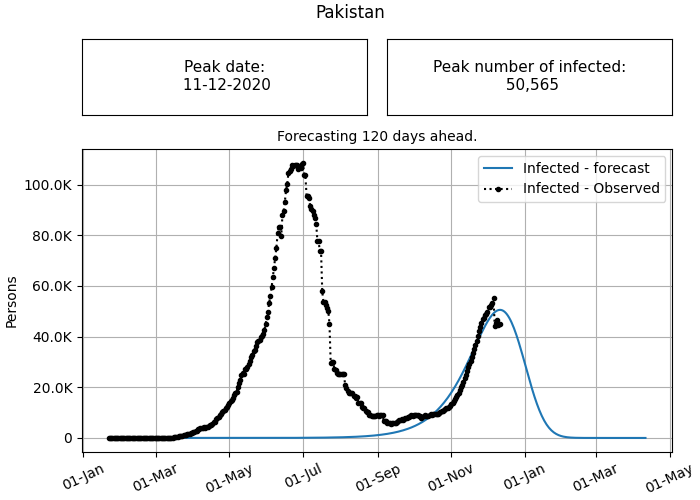 Pakistan
Peak date:
11-12-2020
Peak number of infected:
50,565
Forecasting 120 days ahead.
Infected - forecast
Infected - Observed
Persons
100.0K
80.0K
60.0K
40.0K
20.0K
0
01-Jan
01-Mar
01-May
01-Jul
01-Sep
01-Nov
01-Jan
01-Mar
01-May